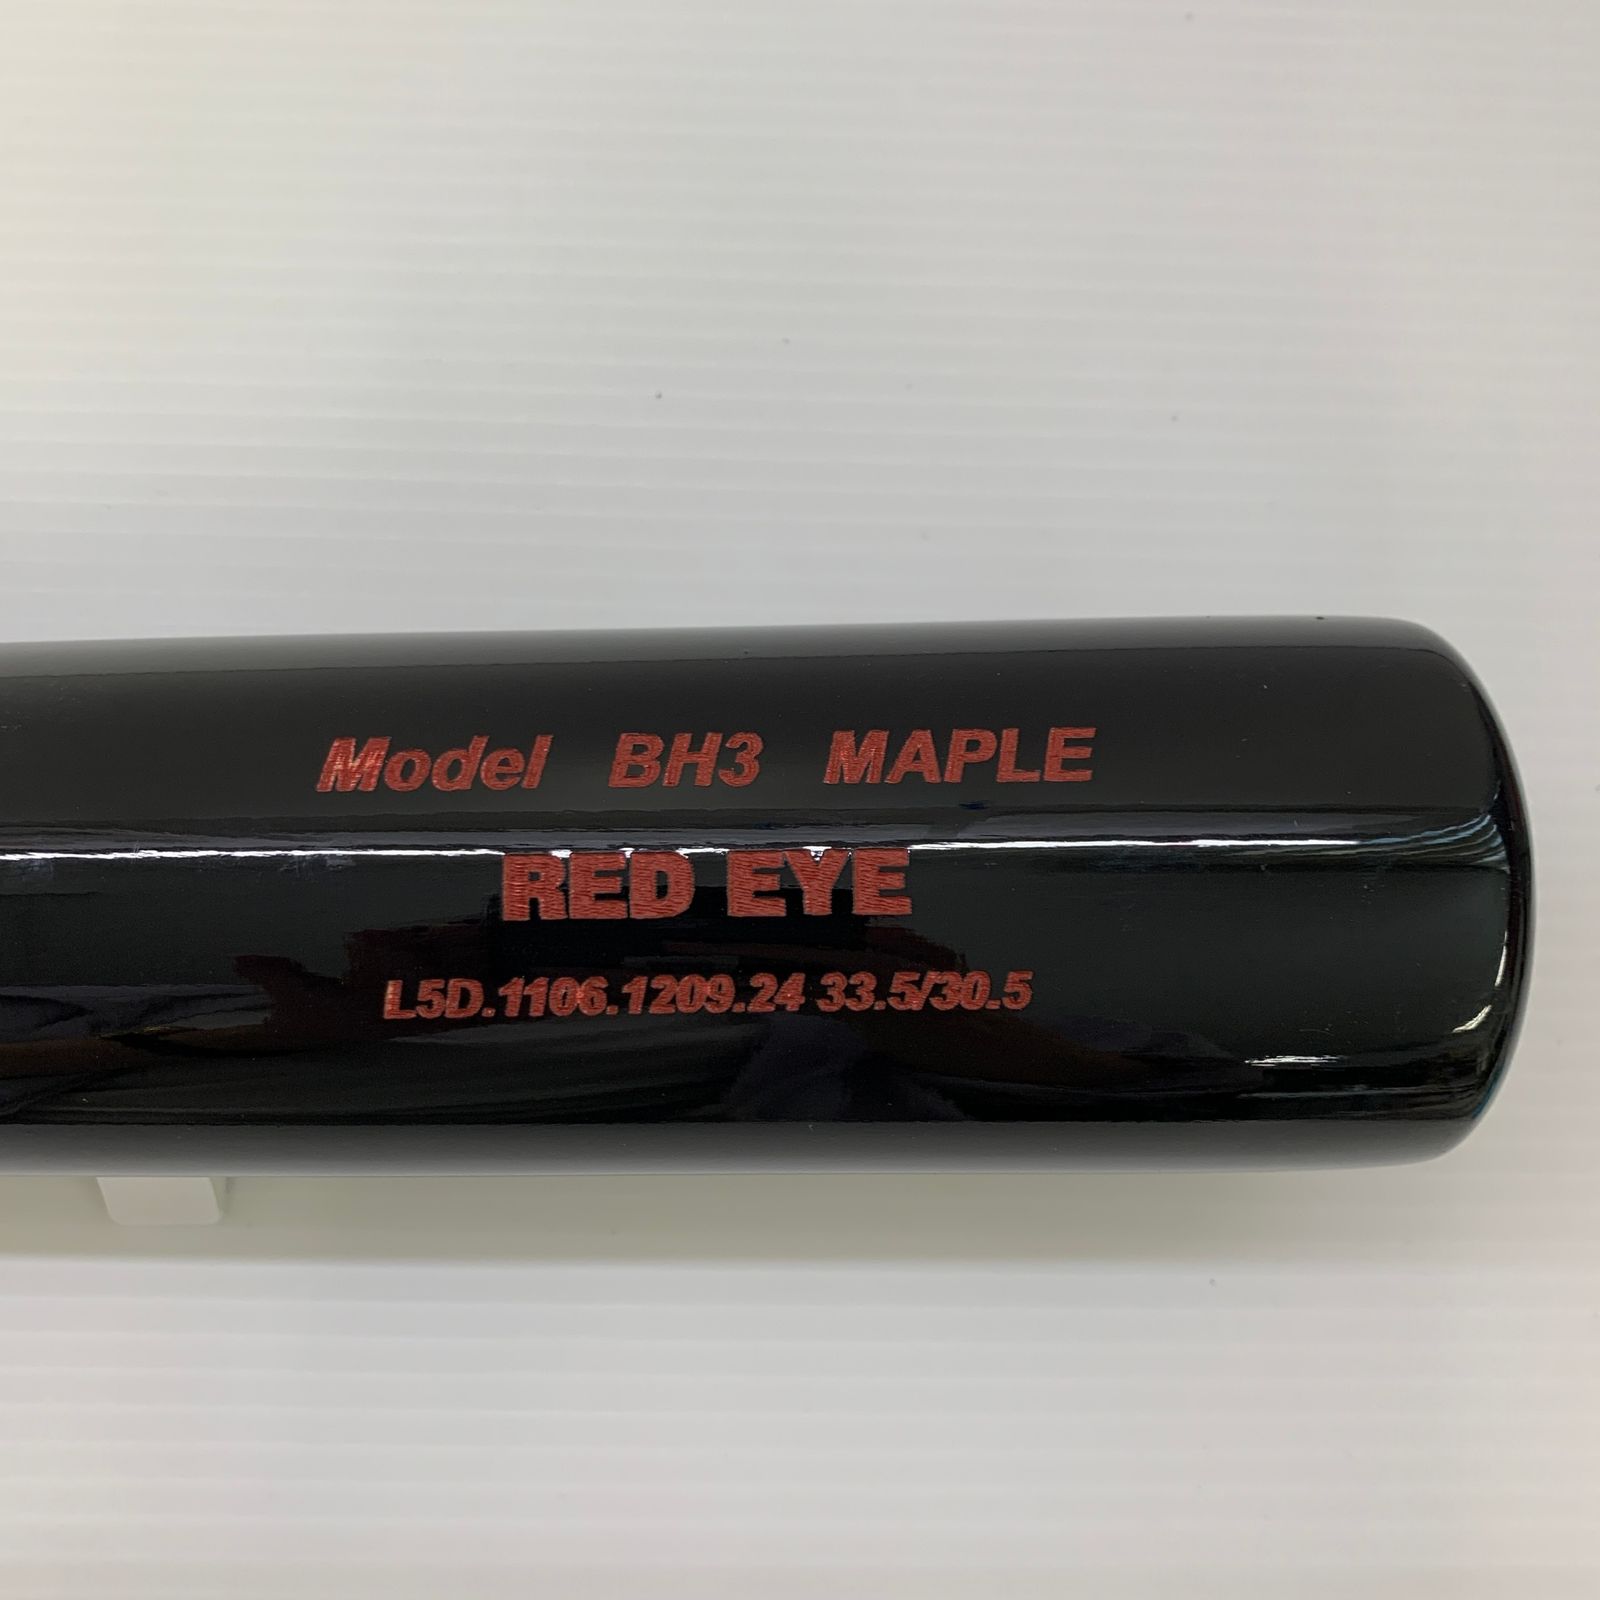 Model BH3 MAPLE
RED EYE
L5D.1106.1209.24 33.5/30.5